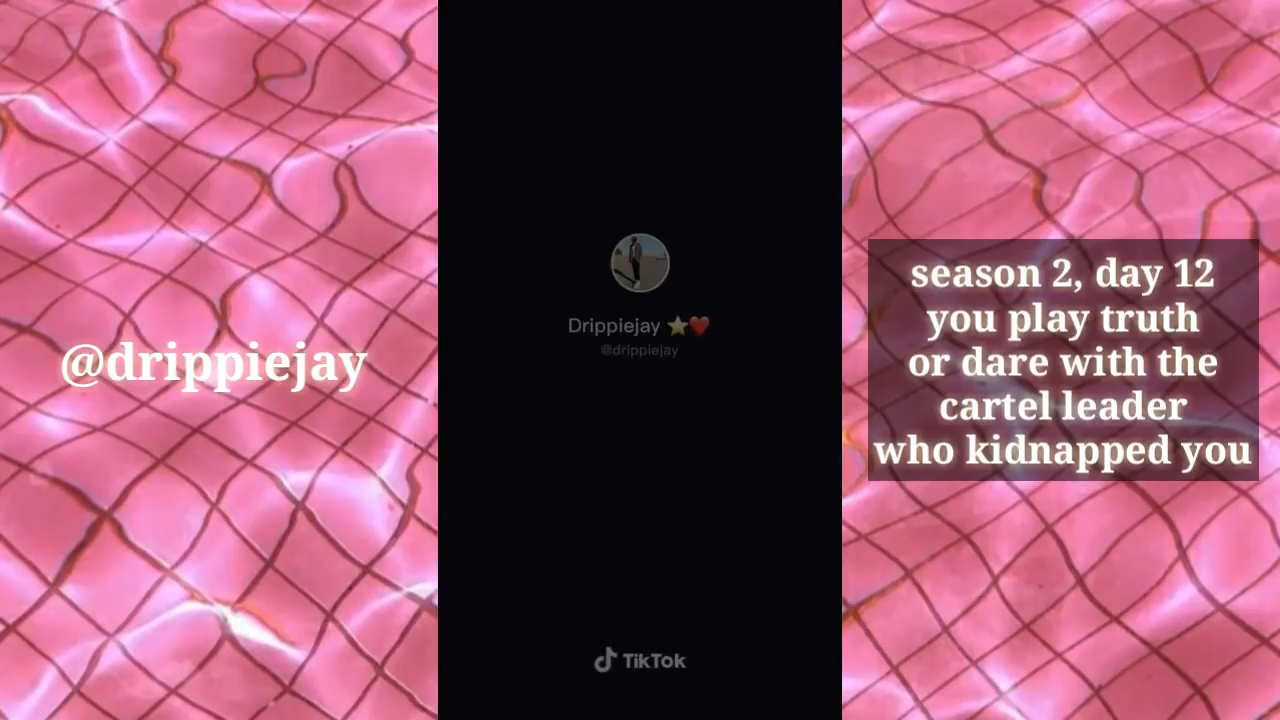 @drippiejay
Drippiejay ⭐❤️
@drippiejay
TikTok
season 2, day 12
you play truth
or dare with the
cartel leader
who kidnapped you